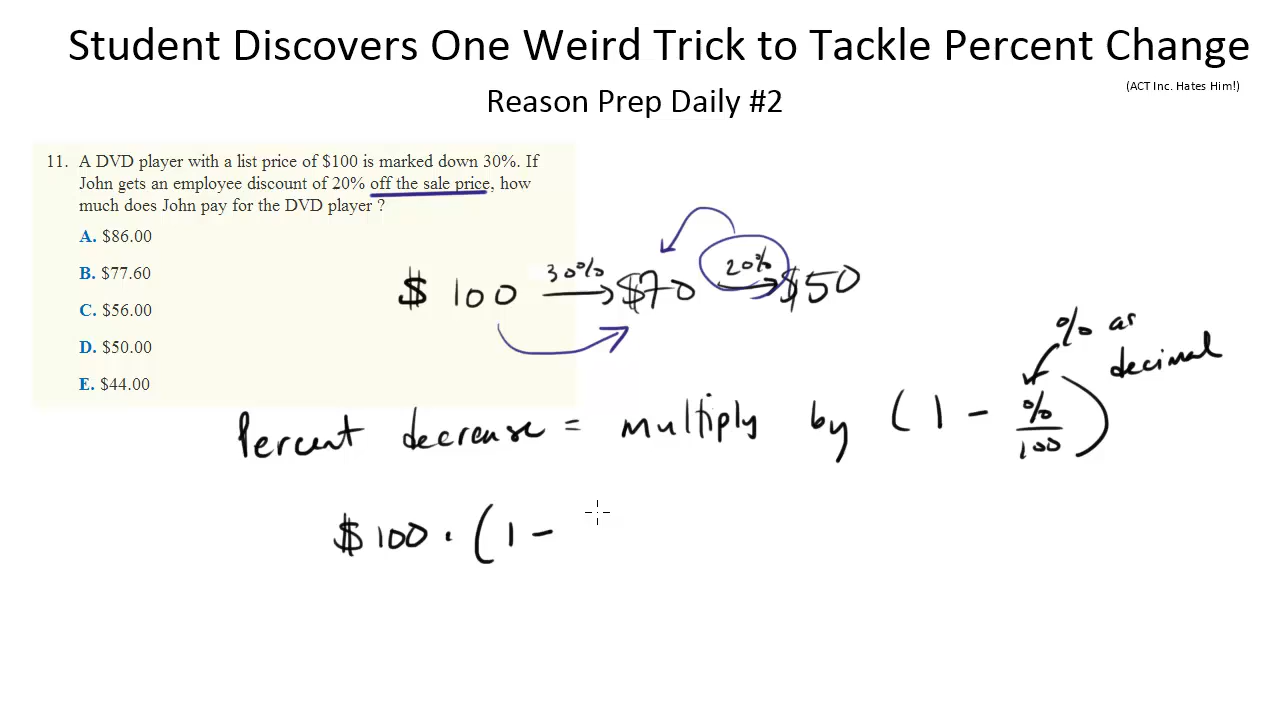 Student Discovers One Weird Trick to Tackle Percent Change
(ACT Inc. Hates Him!)
Reason Prep Daily #2
11. A DVD player with a list price of $100 is marked down 30%. If
John gets an employee discount of 20% off the sale price, how
much does John pay for the DVD player ?
A. $86.00
B. $77.60
C. $56.00
D. $50.00
E. $44.00
$100 30% $70 20% $50
% as
decimal
Percent decrease = multiply by (1 - %/100)
$100 · (1 -